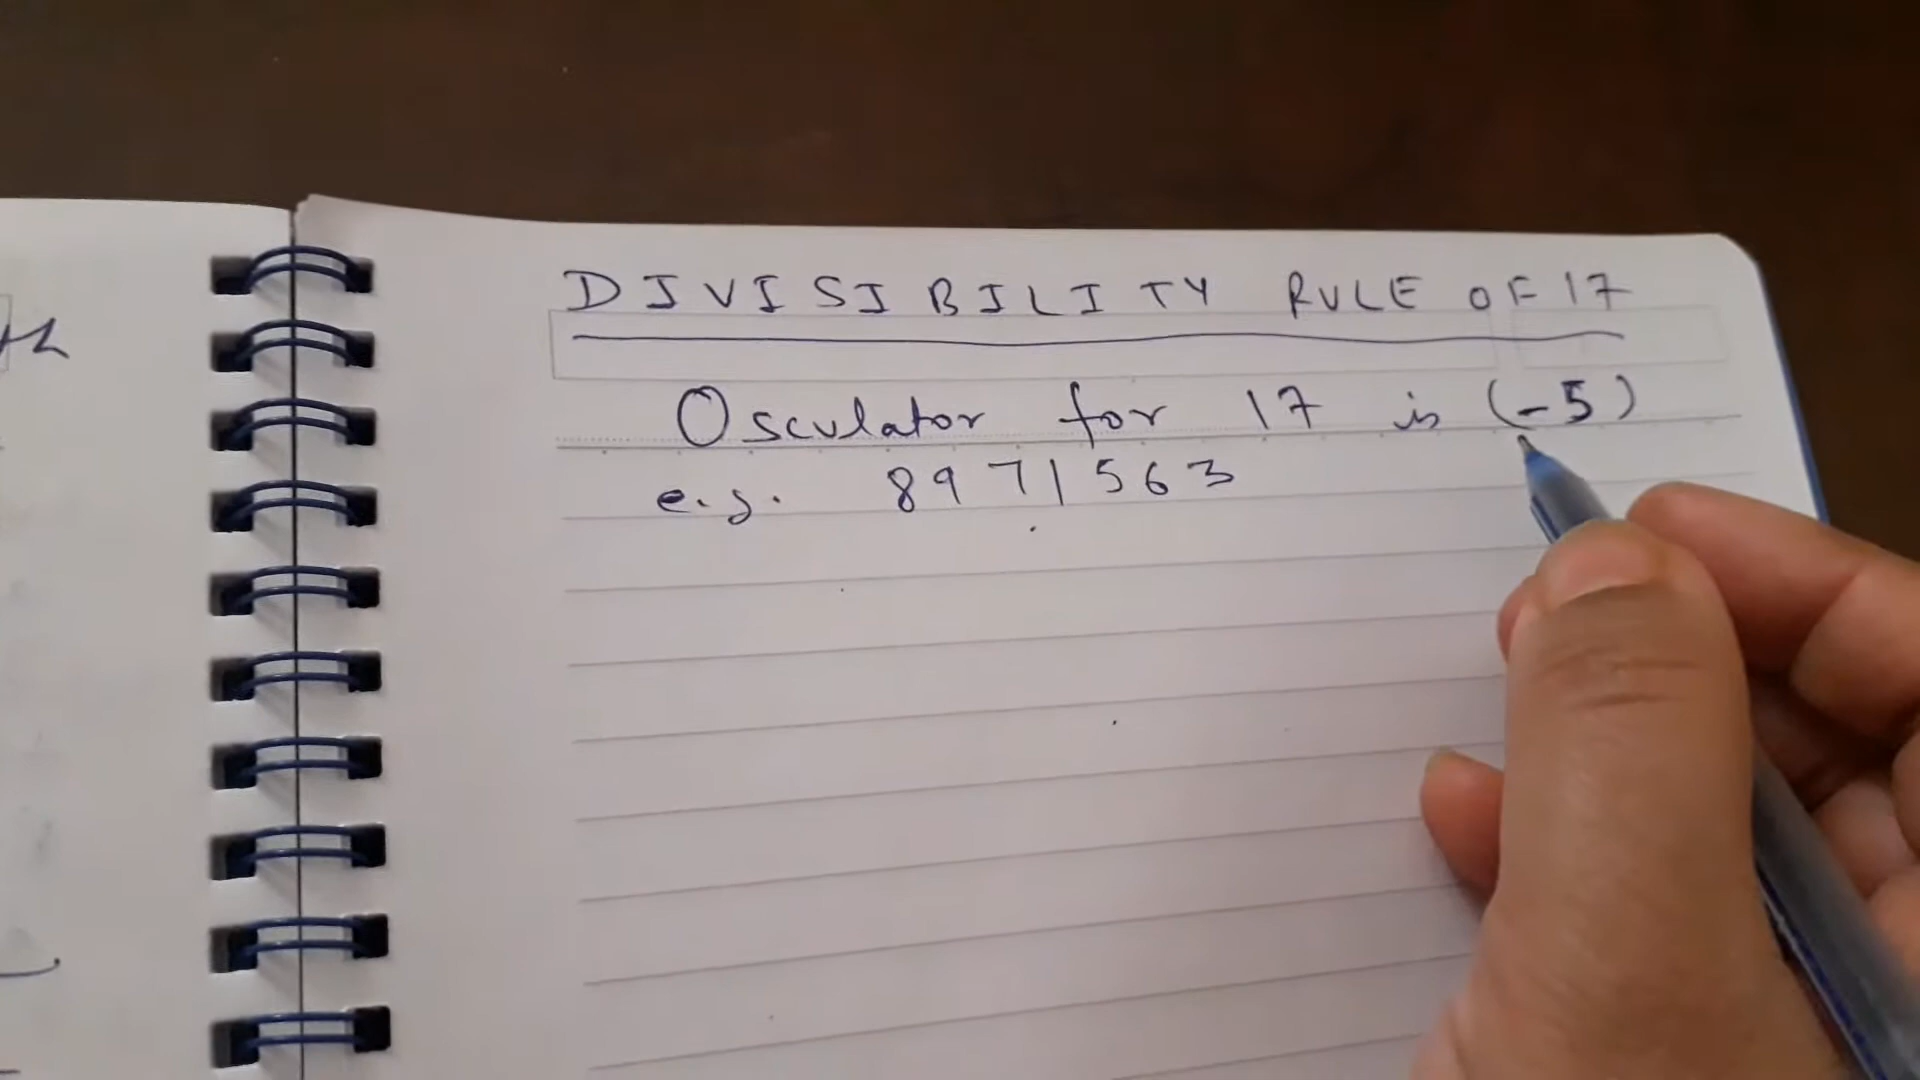 DIVISIBILITY RULE OF 17
Osculator for 17 is (-5)
e.g. 8971563